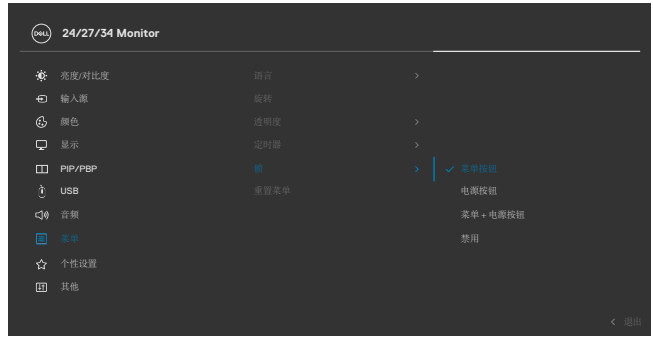 DELL 24/27/34 Monitor
亮度/对比度 语言
输入源 旋转
颜色 透明度
显示 定时器
PIP/PBP 锁 菜单按钮
USB 重置菜单 电源按钮
音频 菜单 + 电源按钮
菜单 禁用
个性设置
其他
退出